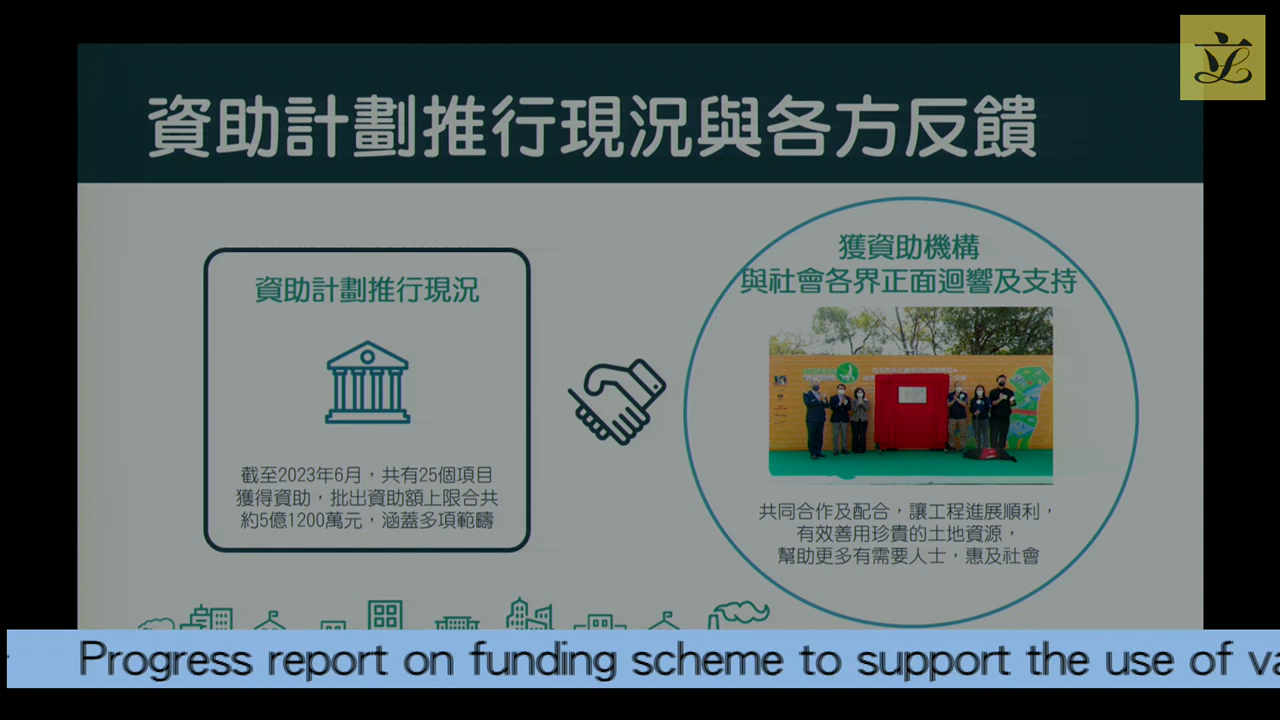 資助計劃推行現況與各方反饋
資助計劃推行現況
截至2023年6月，共有25個項目
獲得資助，批出資助額上限合共
約5億1200萬元，涵蓋多項範疇
獲資助機構
與社會各界正面迴響及支持
共同合作及配合，讓工程進展順利，
有效善用珍貴的土地資源，
幫助更多有需要人士，惠及社會
Progress report on funding scheme to support the use of va